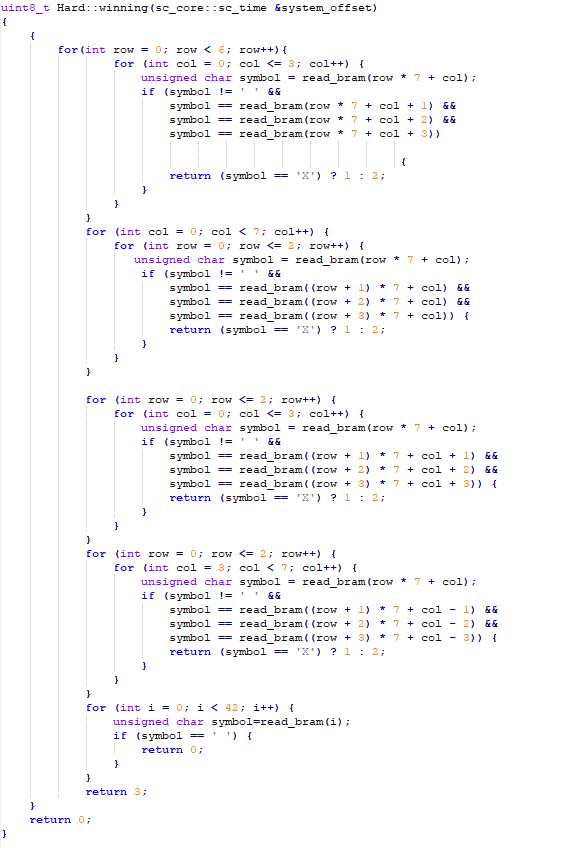 uint8_t Hard::winning(sc_core::sc_time &system_offset)
{
    {
        for(int row = 0; row < 6; row++){
                for (int col = 0; col <= 3; col++) {
                    unsigned char symbol = read_bram(row * 7 + col);
                    if (symbol != ' ' &&
                        symbol == read_bram(row * 7 + col + 1) &&
                        symbol == read_bram(row * 7 + col + 2) &&
                        symbol == read_bram(row * 7 + col + 3))
                                                         {
                        return (symbol == 'X') ? 1 : 2;
                    }
                }
            }
            for (int col = 0; col < 7; col++) {
                for (int row = 0; row <= 2; row++) {
                   unsigned char symbol = read_bram(row * 7 + col);
                    if (symbol != ' ' &&
                        symbol == read_bram((row + 1) * 7 + col) &&
                        symbol == read_bram((row + 2) * 7 + col) &&
                        symbol == read_bram((row + 3) * 7 + col)) {
                        return (symbol == 'X') ? 1 : 2;
                    }
                }
            }

            for (int row = 0; row <= 2; row++) {
                for (int col = 0; col <= 3; col++) {
                    unsigned char symbol = read_bram(row * 7 + col);
                    if (symbol != ' ' &&
                        symbol == read_bram((row + 1) * 7 + col + 1) &&
                        symbol == read_bram((row + 2) * 7 + col + 2) &&
                        symbol == read_bram((row + 3) * 7 + col + 3)) {
                        return (symbol == 'X') ? 1 : 2;
                    }
                }
            }
            for (int row = 0; row <= 2; row++) {
                for (int col = 3; col < 7; col++) {
                    unsigned char symbol = read_bram(row * 7 + col);
                    if (symbol != ' ' &&
                        symbol == read_bram((row + 1) * 7 + col - 1) &&
                        symbol == read_bram((row + 2) * 7 + col - 2) &&
                        symbol == read_bram((row + 3) * 7 + col - 3)) {
                        return (symbol == 'X') ? 1 : 2;
                    }
                }
            }
            for (int i = 0; i < 42; i++) {
                unsigned char symbol=read_bram(i);
                if (symbol == ' ') {
                    return 0;
                }
            }
            return 3;
    }
    return 0;
}